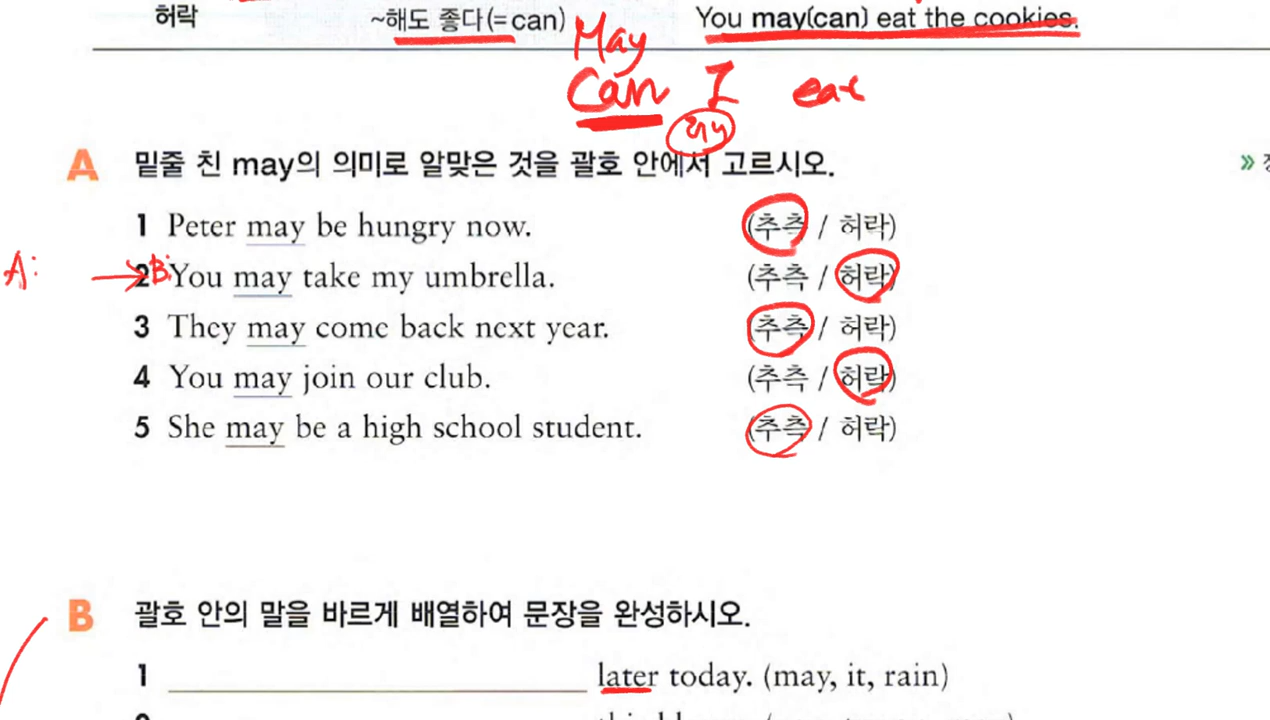 허락 ~해도 좋다(=can) You may(can) eat the cookies.
May
Can I eat
A 밑줄 친 may의 의미로 알맞은 것을 괄호 안에서 고르시오.
1 Peter may be hungry now. (추측 / 허락)
A: → B: 2 You may take my umbrella. (추측 / 허락)
3 They may come back next year. (추측 / 허락)
4 You may join our club. (추측 / 허락)
5 She may be a high school student. (추측 / 허락)
B 괄호 안의 말을 바르게 배열하여 문장을 완성하시오.
1 ____________________ later today. (may, it, rain)